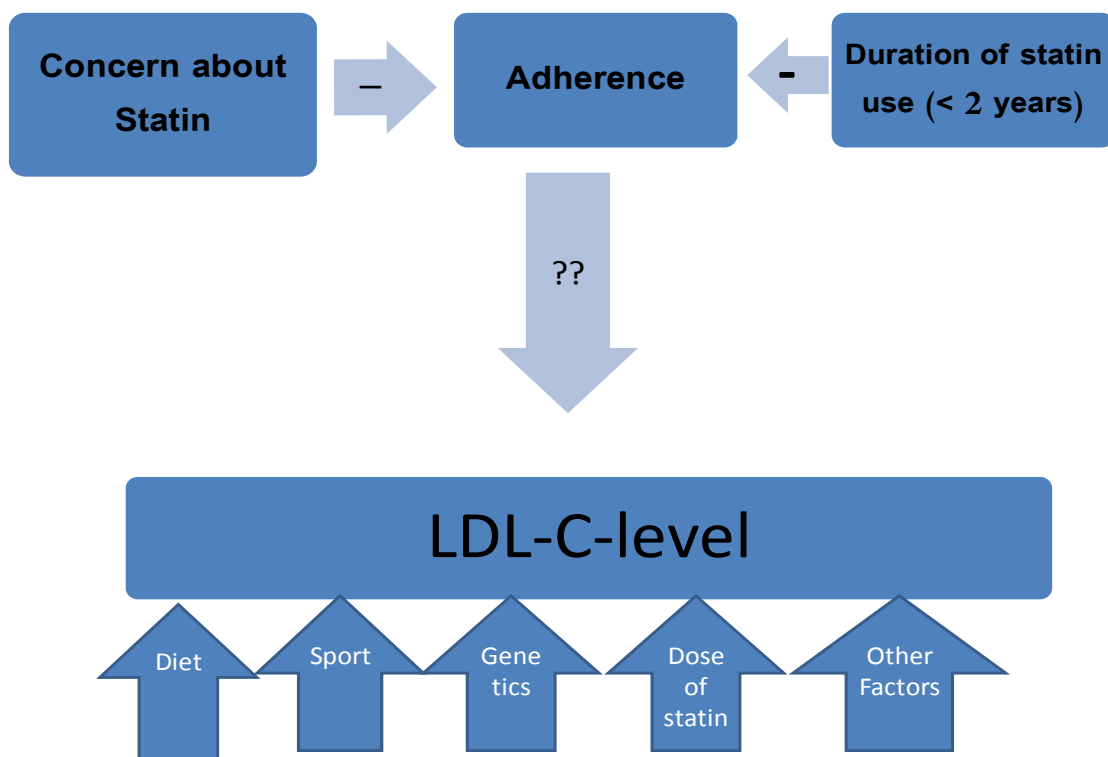 Concern about
Statin
–
Adherence
-
Duration of statin
use (< 2 years)
??
LDL-C-level
Diet
Sport
Gene
tics
Dose
of
statin
Other
Factors